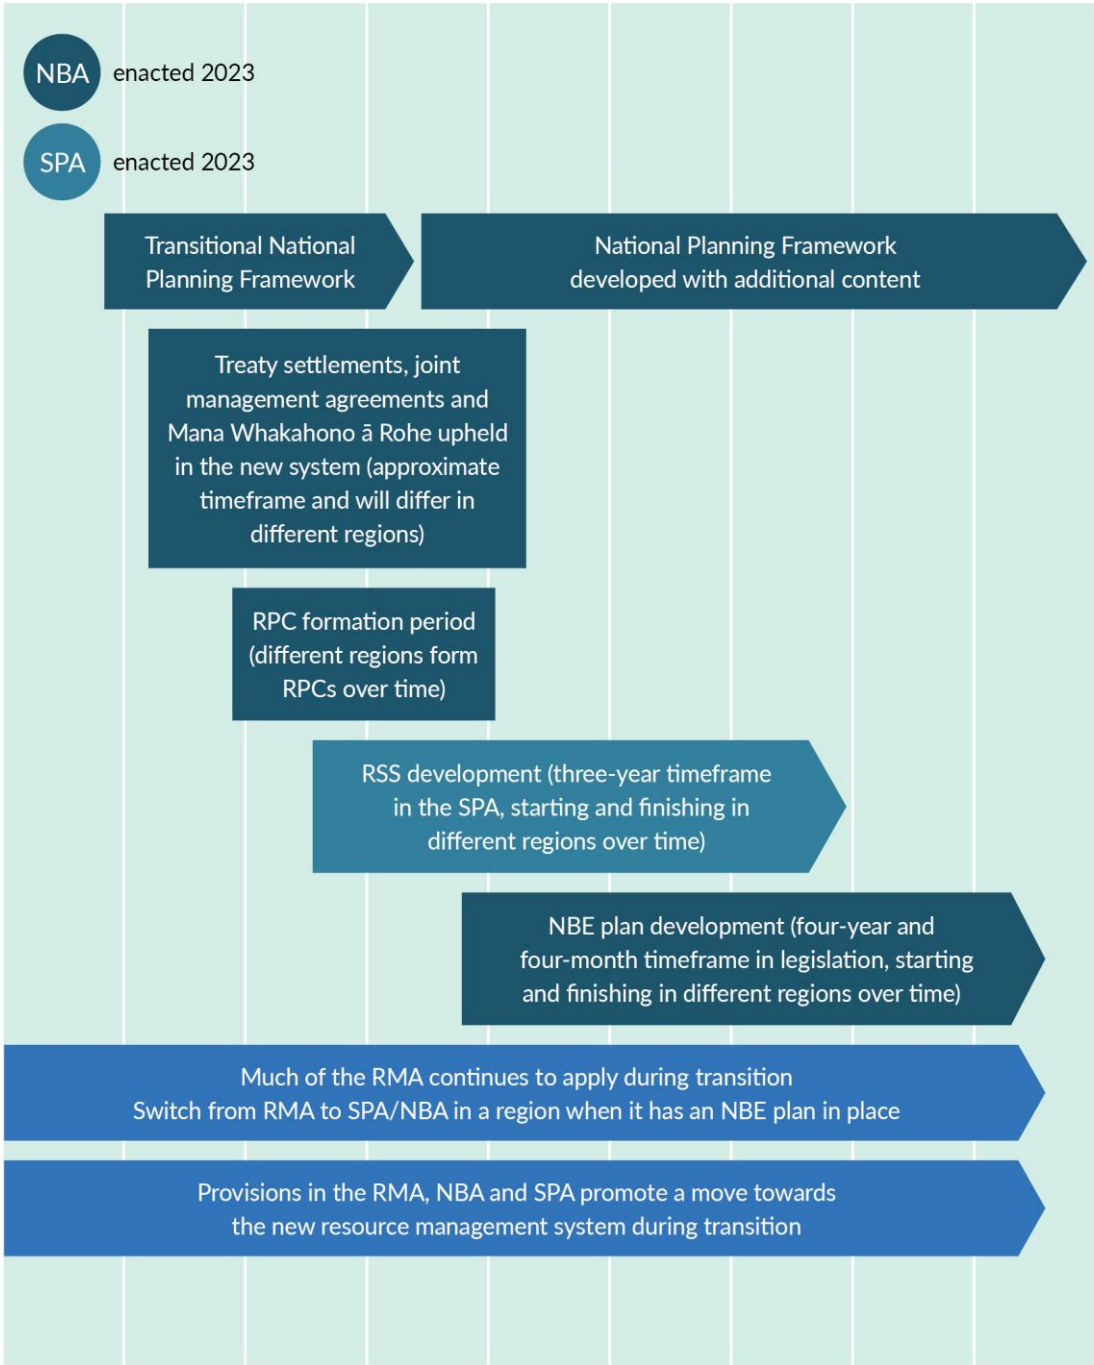 NBA enacted 2023
SPA enacted 2023
Transitional National
Planning Framework
National Planning Framework
developed with additional content
Treaty settlements, joint
management agreements and
Mana Whakahono ā Rohe upheld
in the new system (approximate
timeframe and will differ in
different regions)
RPC formation period
(different regions form
RPCs over time)
RSS development (three-year timeframe
in the SPA, starting and finishing in
different regions over time)
NBE plan development (four-year and
four-month timeframe in legislation, starting
and finishing in different regions over time)
Much of the RMA continues to apply during transition
Switch from RMA to SPA/NBA in a region when it has an NBE plan in place
Provisions in the RMA, NBA and SPA promote a move towards
the new resource management system during transition